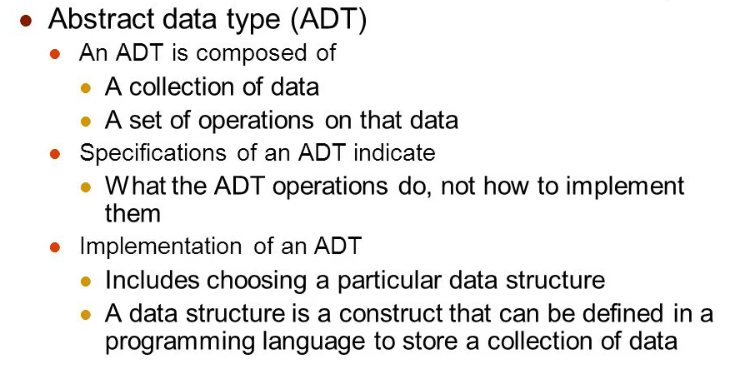 Abstract data type (ADT)
An ADT is composed of
A collection of data
A set of operations on that data
Specifications of an ADT indicate
What the ADT operations do, not how to implement
them
Implementation of an ADT
Includes choosing a particular data structure
A data structure is a construct that can be defined in a
programming language to store a collection of data